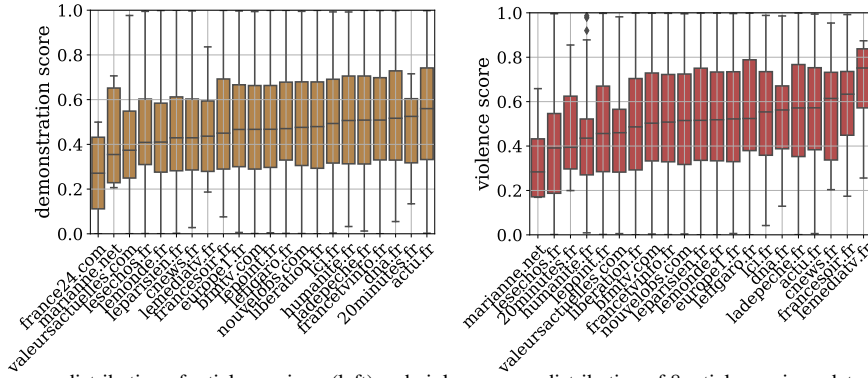 demonstration score
1.0
0.8
0.6
0.4
0.2
0.0
france24.com
marianne.net
valeursactuelles.com
lesechos.fr
lemonde.fr
leparisien.fr
cnews.fr
lemediatv.fr
francesoir.fr
europe1.fr
bfmtv.com
lepoint.fr
lefigaro.fr
nouvelobs.com
liberation.fr
lci.fr
humanite.fr
ladepeche.fr
francetvinfo.fr
dna.fr
20minutes.fr
actu.fr
violence score
1.0
0.8
0.6
0.4
0.2
0.0
marianne.net
lesechos.fr
20minutes.fr
humanite.fr
lepoint.fr
valeursactuelles.com
liberation.fr
bfmtv.com
francetvinfo.fr
nouvelobs.com
leparisien.fr
lemonde.fr
europe1.fr
lefigaro.fr
lci.fr
dna.fr
ladepeche.fr
actu.fr
cnews.fr
francesoir.fr
lemediatv.fr